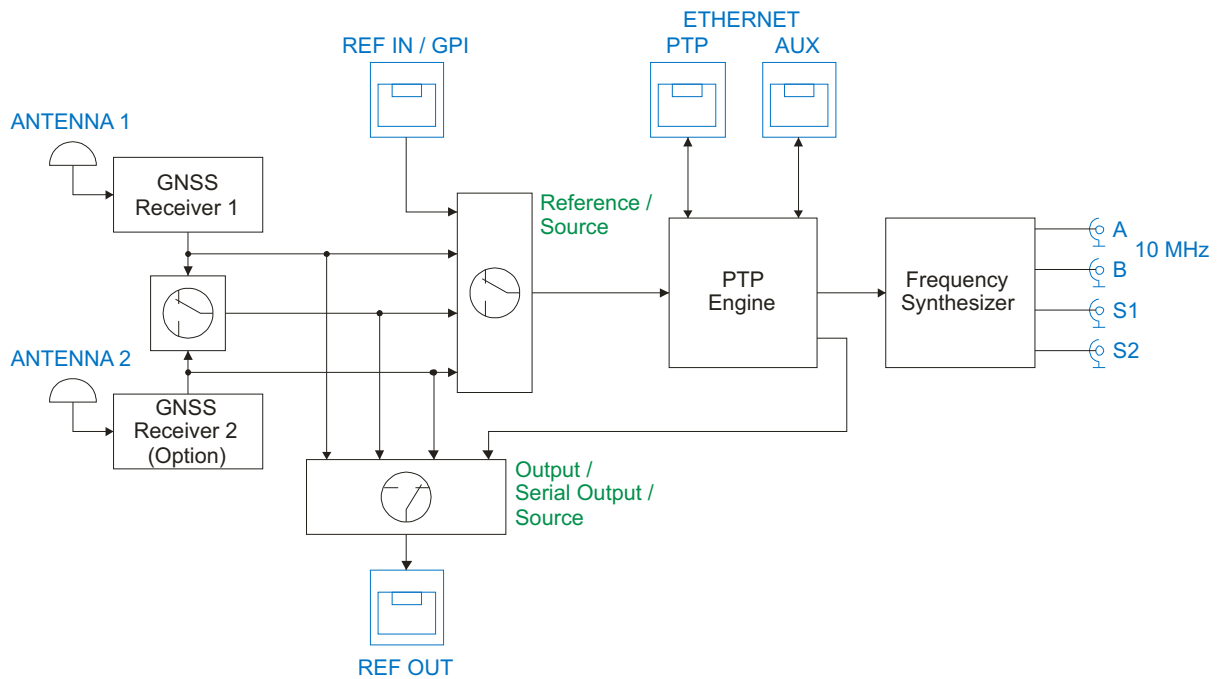 ETHERNET
REF IN / GPI
PTP
AUX
ANTENNA 1
GNSS
Receiver 1
Reference /
Source
PTP
Engine
Frequency
Synthesizer
A
10 MHz
B
S1
S2
ANTENNA 2
GNSS
Receiver 2
(Option)
Output /
Serial Output /
Source
REF OUT